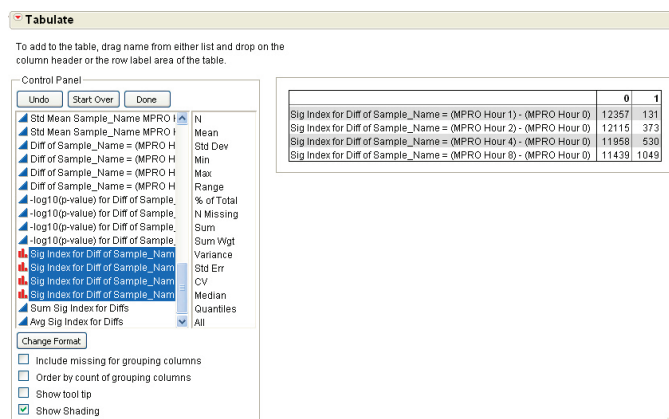 Tabulate
To add to the table, drag name from either list and drop on the
column header or the row label area of the table.
Control Panel
Undo Start Over Done
Std Mean Sample_Name MPRO H
Std Mean Sample_Name MPRO H
Diff of Sample_Name = (MPRO H
Diff of Sample_Name = (MPRO H
Diff of Sample_Name = (MPRO H
Diff of Sample_Name = (MPRO H
-log10(p-value) for Diff of Sample_
-log10(p-value) for Diff of Sample_
-log10(p-value) for Diff of Sample_
-log10(p-value) for Diff of Sample_
Sig Index for Diff of Sample_Nam
Sig Index for Diff of Sample_Nam
Sig Index for Diff of Sample_Nam
Sig Index for Diff of Sample_Nam
Sum Sig Index for Diffs
Avg Sig Index for Diffs
N
Mean
Std Dev
Min
Max
Range
% of Total
N Missing
Sum
Sum Wgt
Variance
Std Err
CV
Median
Quantiles
All
Change Format
Include missing for grouping columns
Order by count of grouping columns
Show tool tip
Show Shading
0 1
Sig Index for Diff of Sample_Name = (MPRO Hour 1) - (MPRO Hour 0) 12357 131
Sig Index for Diff of Sample_Name = (MPRO Hour 2) - (MPRO Hour 0) 12115 373
Sig Index for Diff of Sample_Name = (MPRO Hour 4) - (MPRO Hour 0) 11958 530
Sig Index for Diff of Sample_Name = (MPRO Hour 8) - (MPRO Hour 0) 11439 1049